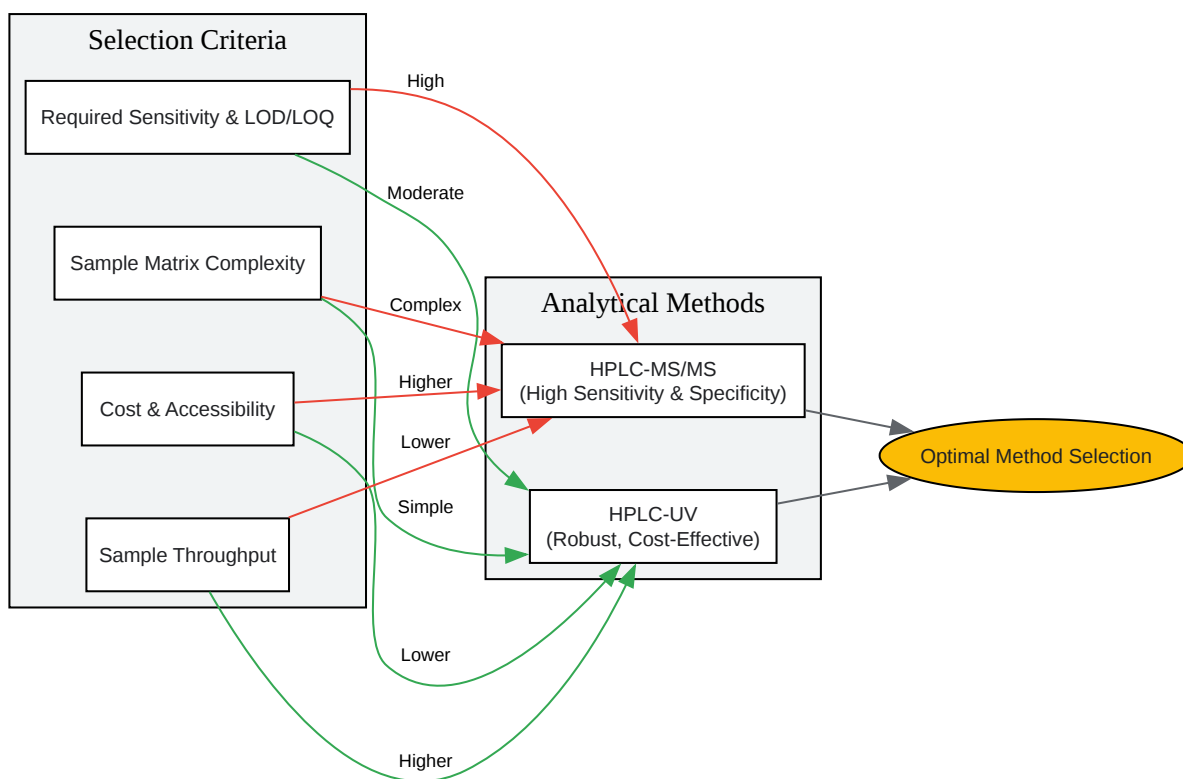 Selection Criteria
Required Sensitivity & LOD/LOQ
Sample Matrix Complexity
Cost & Accessibility
Sample Throughput
High
Moderate
Complex
Higher
Lower
Simple
Lower
Higher
Analytical Methods
HPLC-MS/MS
(High Sensitivity & Specificity)
HPLC-UV
(Robust, Cost-Effective)
Optimal Method Selection